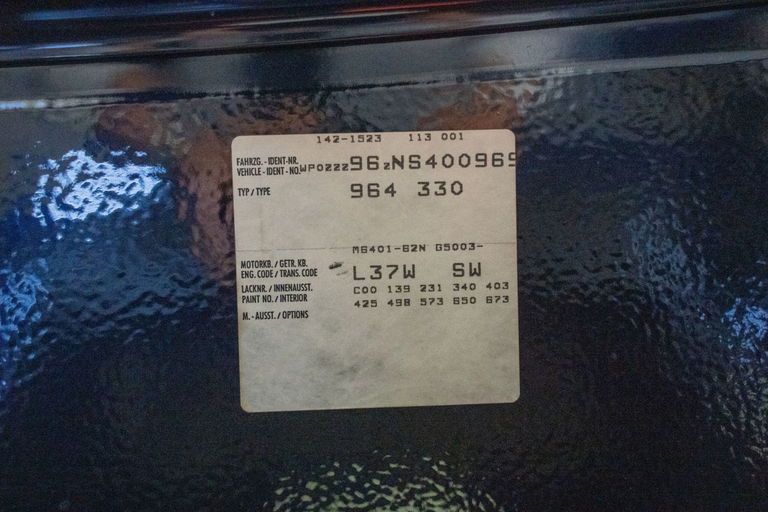 142-1523 113 001
FAHRZG.-IDENT-NR.
VEHICLE-IDENT-NO. WP0ZZZ96ZNS400969
TYP/TYPE 964 330
M6401-62N G5003-
MOTORKB./GETR.KB.
ENG.CODE/TRANS.CODE L37W SW
LACKNR./INNENAUSST. C00 139 231 340 403
PAINT NO./INTERIOR 425 498 573 650 673
M.-AUSST./OPTIONS